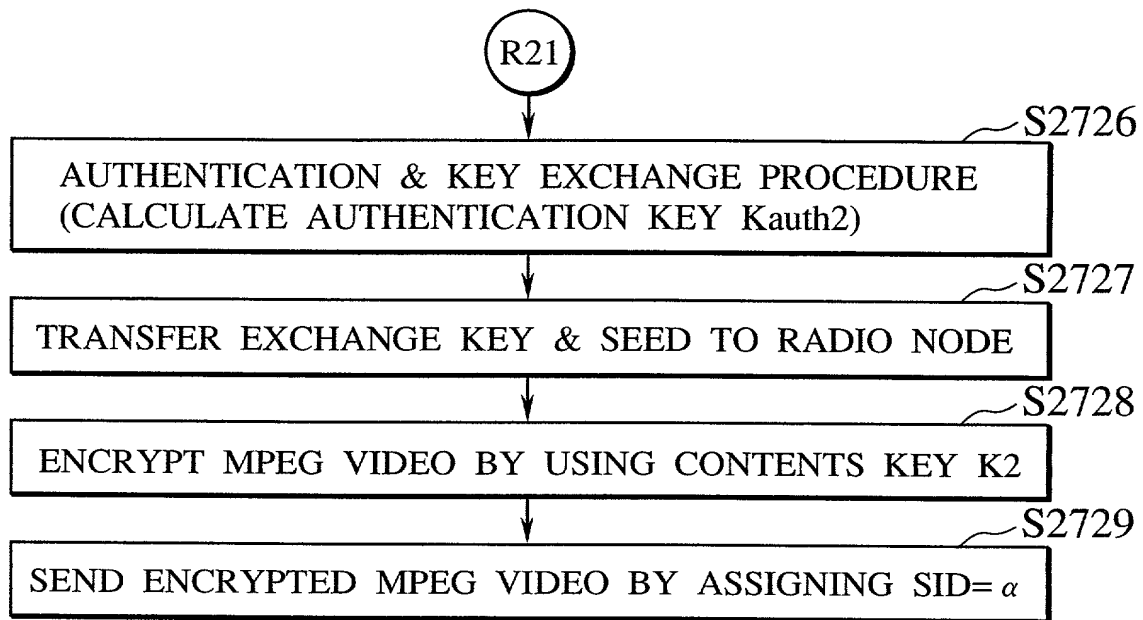 R21
S2726
AUTHENTICATION & KEY EXCHANGE PROCEDURE
(CALCULATE AUTHENTICATION KEY Kauth2)
S2727
TRANSFER EXCHANGE KEY & SEED TO RADIO NODE
S2728
ENCRYPT MPEG VIDEO BY USING CONTENTS KEY K2
S2729
SEND ENCRYPTED MPEG VIDEO BY ASSIGNING SID= α